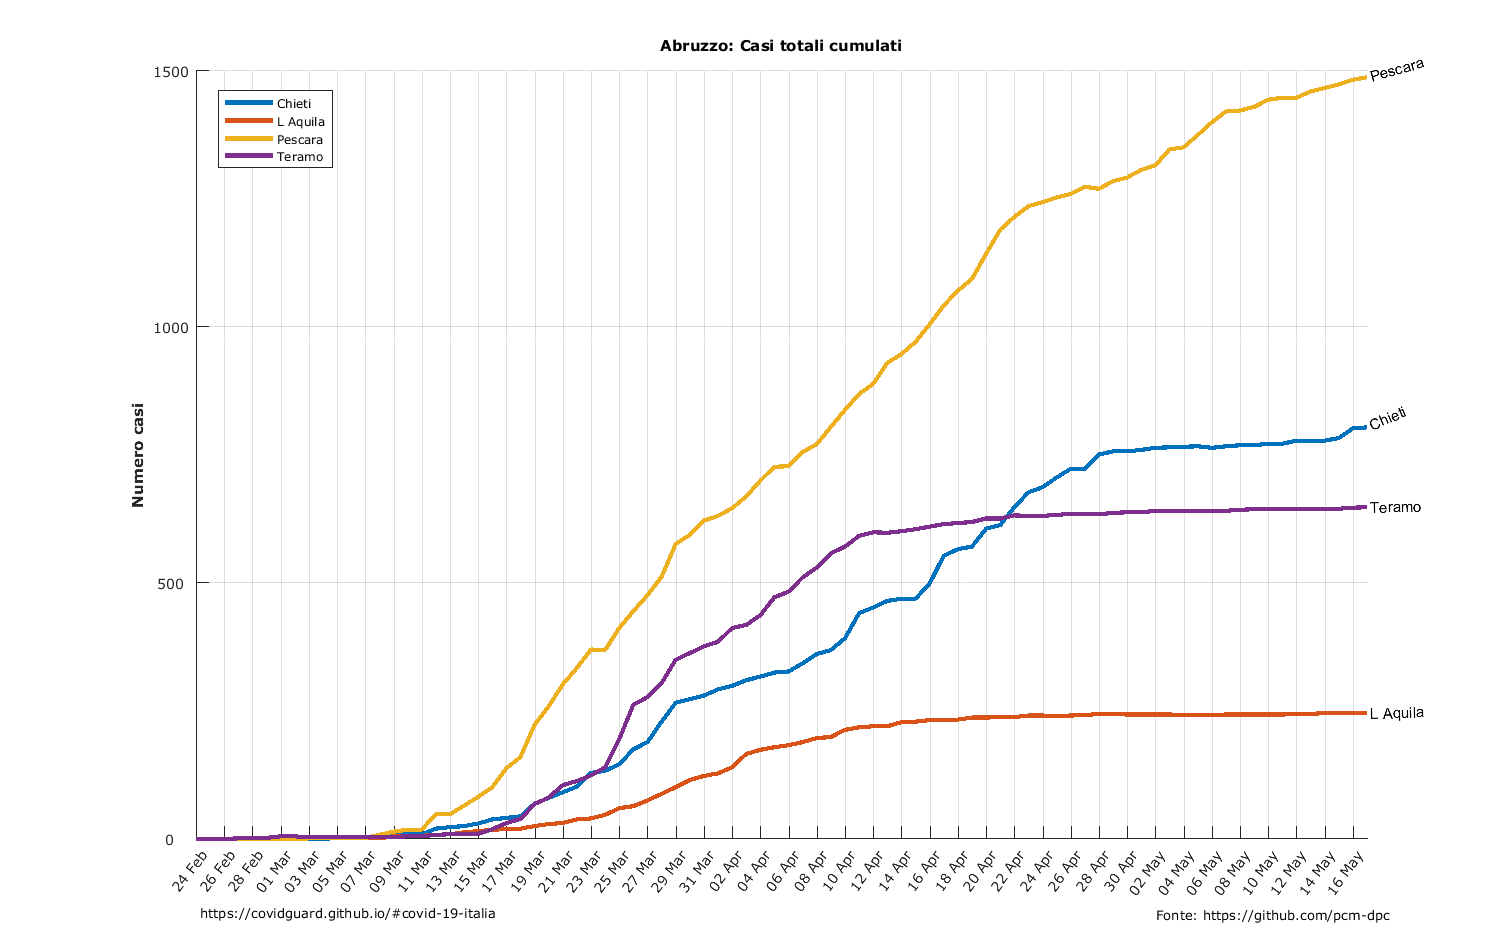 Abruzzo: Casi totali cumulati
1500
1000
500
0
Numero casi
Chieti
L Aquila
Pescara
Teramo
Pescara
Chieti
Teramo
L Aquila
24 Feb
26 Feb
28 Feb
01 Mar
03 Mar
05 Mar
07 Mar
09 Mar
11 Mar
13 Mar
15 Mar
17 Mar
19 Mar
21 Mar
23 Mar
25 Mar
27 Mar
29 Mar
31 Mar
02 Apr
04 Apr
06 Apr
08 Apr
10 Apr
12 Apr
14 Apr
16 Apr
18 Apr
20 Apr
22 Apr
24 Apr
26 Apr
28 Apr
30 Apr
02 May
04 May
06 May
08 May
10 May
12 May
14 May
16 May
https://covidguard.github.io/#covid-19-italia
Fonte: https://github.com/pcm-dpc